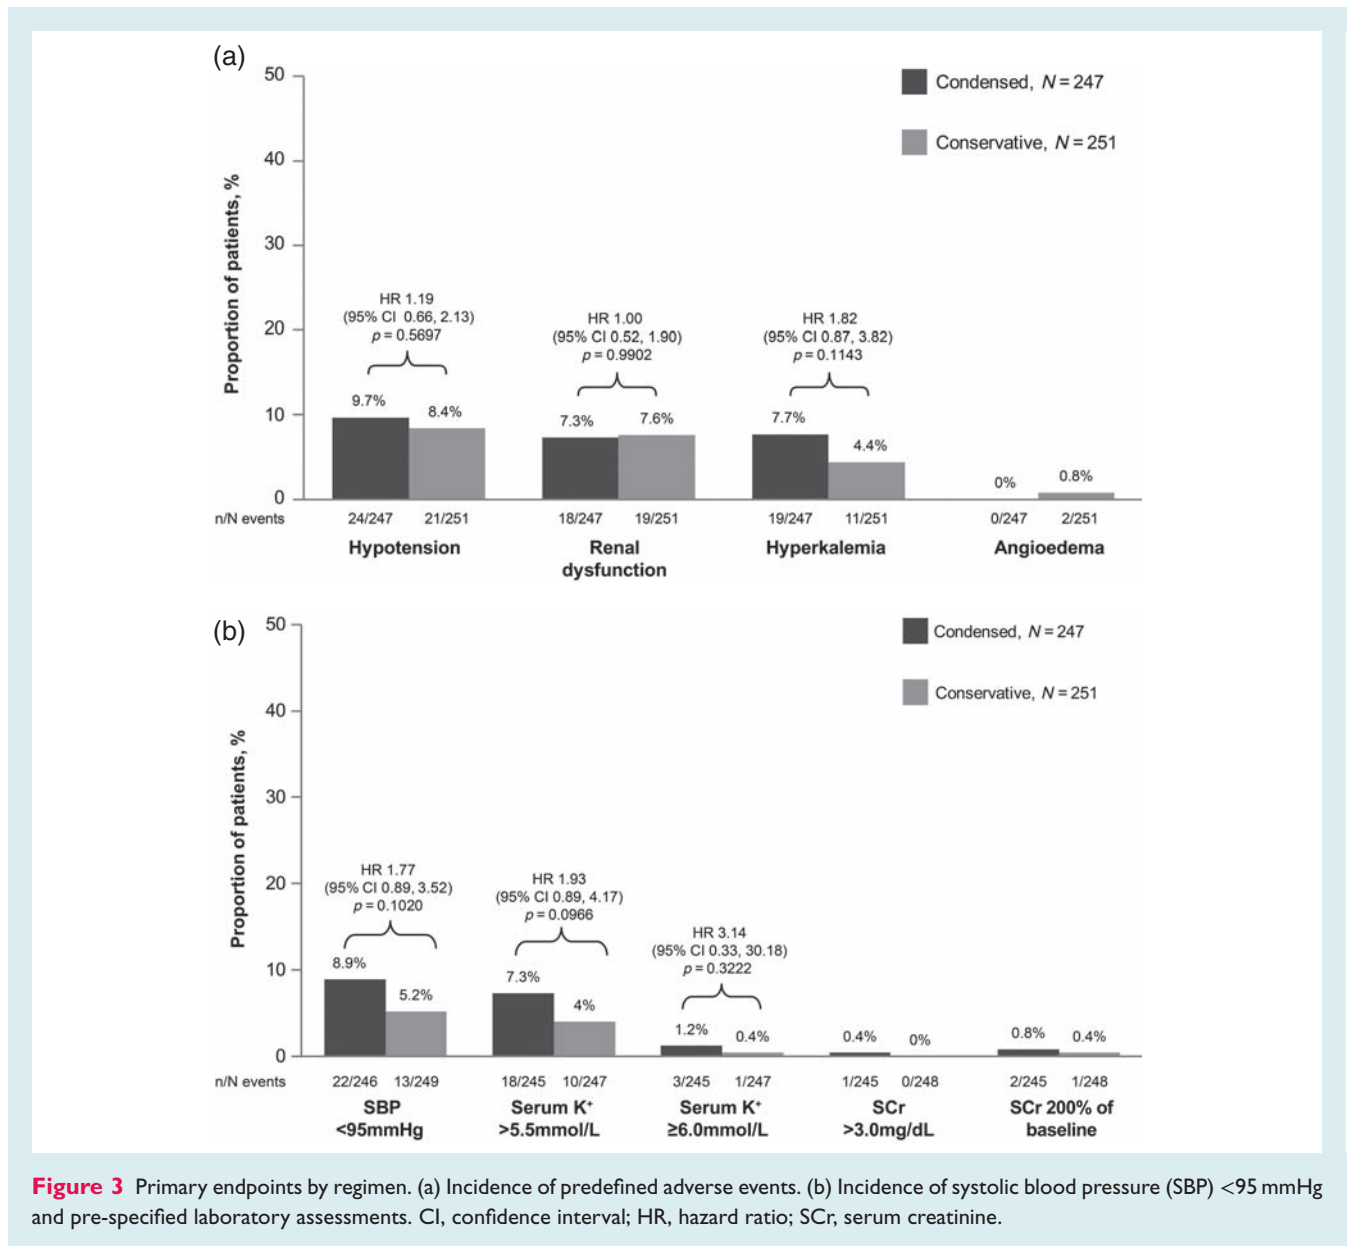 (a)
50
40
30
20
10
0
Proportion of patients, %
Condensed, N = 247
Conservative, N = 251
HR 1.19
(95% CI 0.66, 2.13)
p = 0.5697
HR 1.00
(95% CI 0.52, 1.90)
p = 0.9902
HR 1.82
(95% CI 0.87, 3.82)
p = 0.1143
9.7%
8.4%
7.3%
7.6%
7.7%
4.4%
0%
0.8%
n/N events
24/247
21/251
18/247
19/251
19/247
11/251
0/247
2/251
Hypotension
Renal
dysfunction
Hyperkalemia
Angioedema
(b)
50
40
30
20
10
0
Proportion of patients, %
Condensed, N = 247
Conservative, N = 251
HR 1.77
(95% CI 0.89, 3.52)
p = 0.1020
HR 1.93
(95% CI 0.89, 4.17)
p = 0.0966
HR 3.14
(95% CI 0.33, 30.18)
p = 0.3222
8.9%
5.2%
7.3%
4%
1.2%
0.4%
0.4%
0%
0.8%
0.4%
n/N events
22/246
13/249
18/245
10/247
3/245
1/247
1/245
0/248
2/245
1/248
SBP
<95mmHg
Serum K⁺
>5.5mmol/L
Serum K⁺
≥6.0mmol/L
SCr
>3.0mg/dL
SCr 200% of
baseline
Figure 3 Primary endpoints by regimen. (a) Incidence of predefined adverse events. (b) Incidence of systolic blood pressure (SBP) <95 mmHg
and pre-specified laboratory assessments. CI, confidence interval; HR, hazard ratio; SCr, serum creatinine.